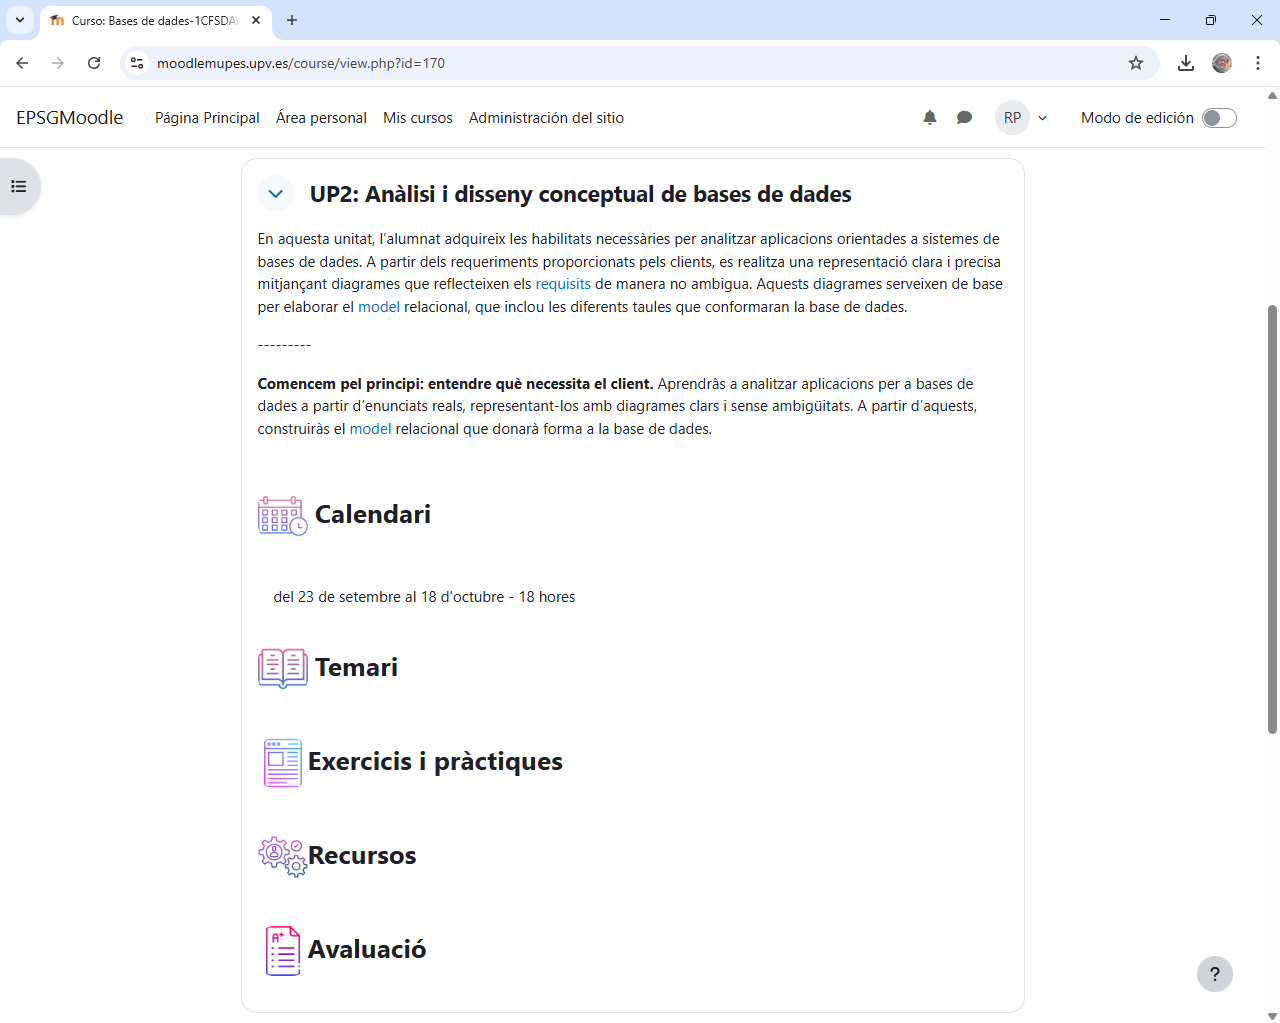 Curso: Bases de dades-1CFSDA
moodlemupes.upv.es/course/view.php?id=170
EPSGMoodle
Página Principal
Área personal
Mis cursos
Administración del sitio
RP
Modo de edición
UP2: Anàlisi i disseny conceptual de bases de dades
En aquesta unitat, l’alumnat adquireix les habilitats necessàries per analitzar aplicacions orientades a sistemes de
bases de dades. A partir dels requeriments proporcionats pels clients, es realitza una representació clara i precisa
mitjançant diagrames que reflecteixen els requisits de manera no ambigua. Aquests diagrames serveixen de base
per elaborar el model relacional, que inclou les diferents taules que conformaran la base de dades.
---------
Comencem pel principi: entendre què necessita el client. Aprendràs a analitzar aplicacions per a bases de
dades a partir d’enunciats reals, representant-los amb diagrames clars i sense ambigüitats. A partir d’aquests,
construiràs el model relacional que donarà forma a la base de dades.
Calendari
del 23 de setembre al 18 d'octubre - 18 hores
Temari
Exercicis i pràctiques
Recursos
A+
Avaluació
?